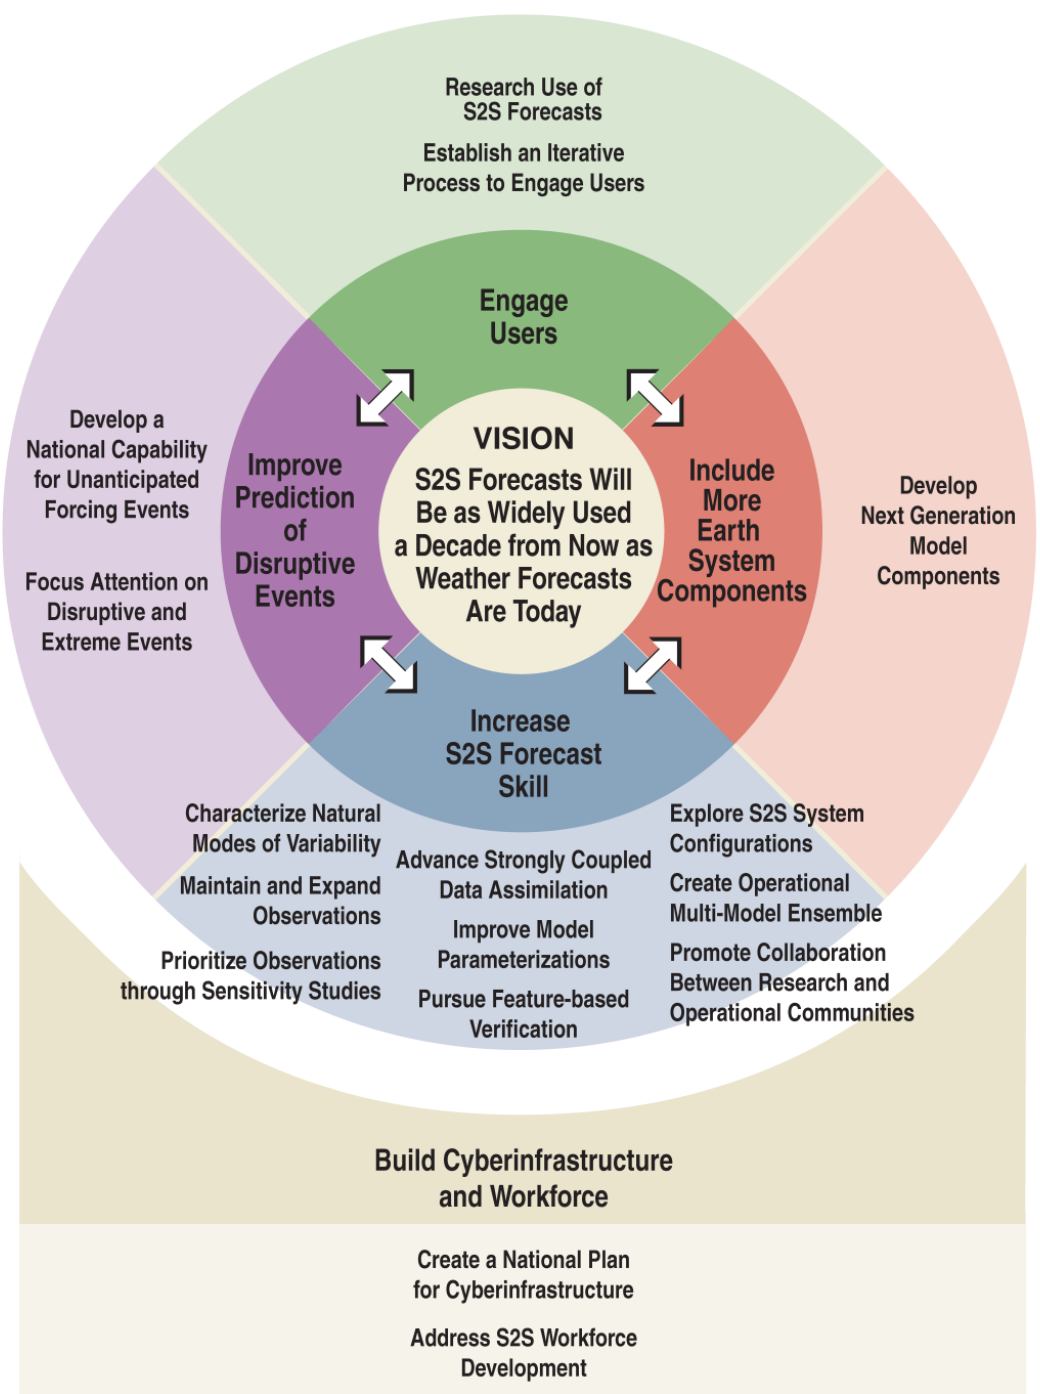 Research Use of
S2S Forecasts
Establish an Iterative
Process to Engage Users
Engage
Users
Develop a
National Capability
for Unanticipated
Forcing Events
Focus Attention on
Disruptive and
Extreme Events
Improve
Prediction
of
Disruptive
Events
VISION
S2S Forecasts Will
Be as Widely Used
a Decade from Now as
Weather Forecasts
Are Today
Include
More
Earth
System
Components
Develop
Next Generation
Model
Components
Increase
S2S Forecast
Skill
Characterize Natural
Modes of Variability
Maintain and Expand
Observations
Prioritize Observations
through Sensitivity Studies
Advance Strongly Coupled
Data Assimilation
Improve Model
Parameterizations
Pursue Feature-based
Verification
Explore S2S System
Configurations
Create Operational
Multi-Model Ensemble
Promote Collaboration
Between Research and
Operational Communities
Build Cyberinfrastructure
and Workforce
Create a National Plan
for Cyberinfrastructure
Address S2S Workforce
Development